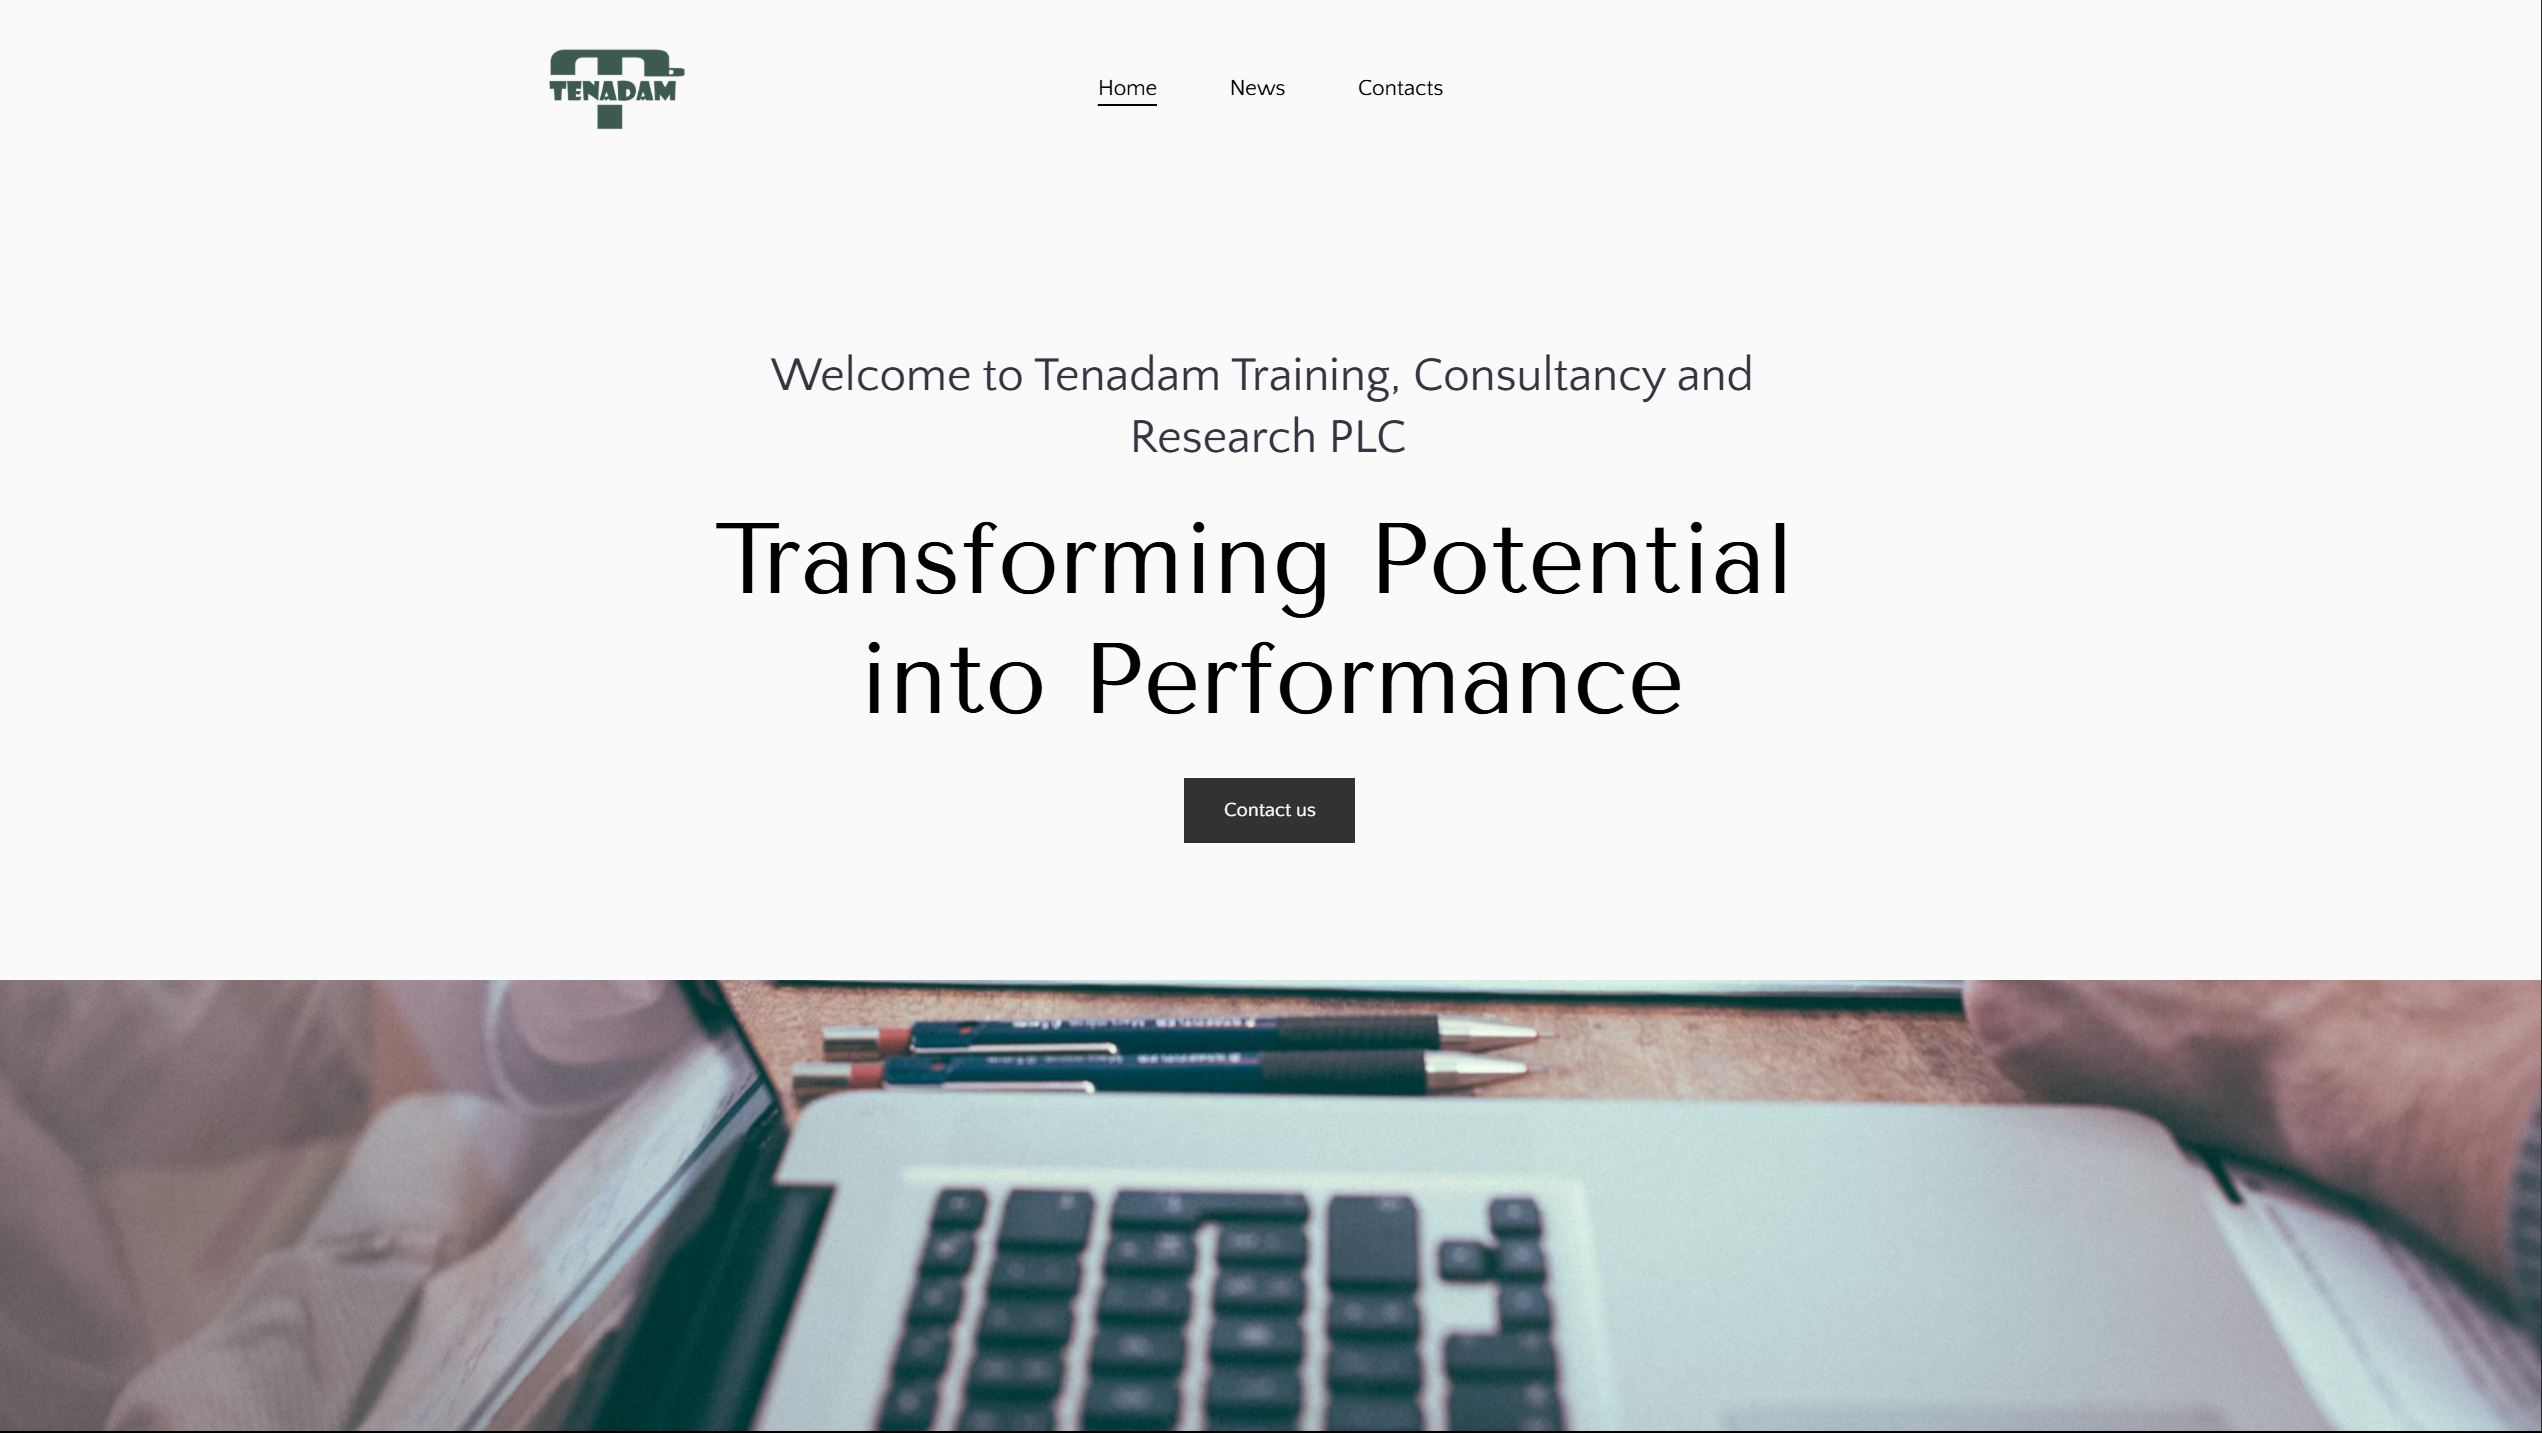 TENADAM
Home
News
Contacts
Welcome to Tenadam Training, Consultancy and
Research PLC
Transforming Potential
into Performance
Contact us